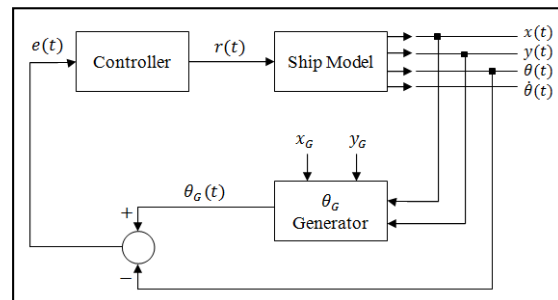 e(t)
Controller
r(t)
Ship Model
x(t)
y(t)
θ(t)
θ̇(t)
x_G
y_G
θ_G(t)
θ_G
Generator
+
−